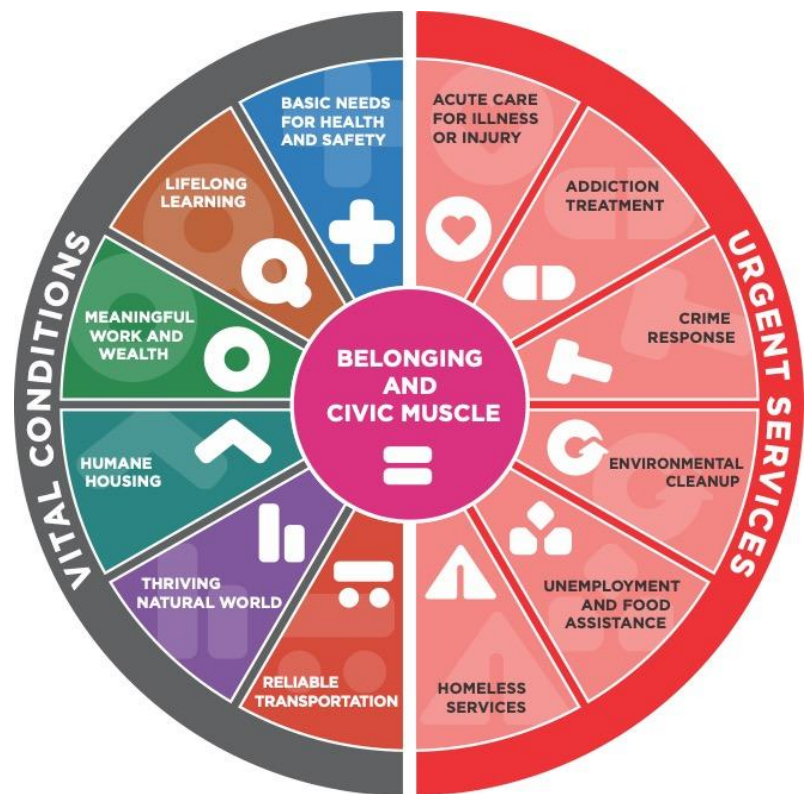 VITAL CONDITIONS
BASIC NEEDS
FOR HEALTH
AND SAFETY
LIFELONG
LEARNING
MEANINGFUL
WORK AND
WEALTH
HUMANE
HOUSING
THRIVING
NATURAL WORLD
RELIABLE
TRANSPORTATION
BELONGING
AND
CIVIC MUSCLE
URGENT SERVICES
ACUTE CARE
FOR ILLNESS
OR INJURY
ADDICTION
TREATMENT
CRIME
RESPONSE
ENVIRONMENTAL
CLEANUP
UNEMPLOYMENT
AND FOOD
ASSISTANCE
HOMELESS
SERVICES